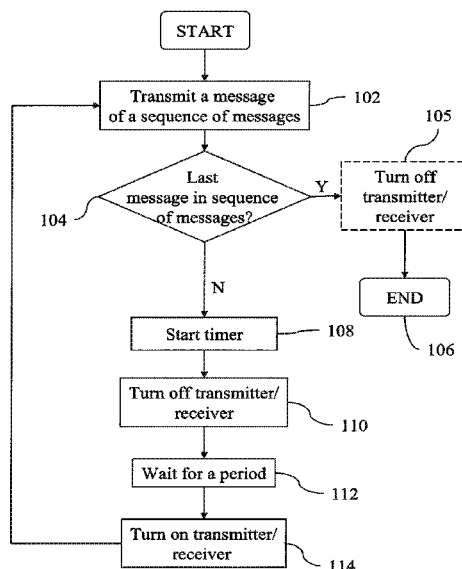 START
Transmit a message
of a sequence of messages
102
105
Last
message in sequence
of messages?
104
Y
Turn off
transmitter/
receiver
N
END
106
Start timer
108
Turn off transmitter/
receiver
110
Wait for a period
112
Turn on transmitter/
receiver
114